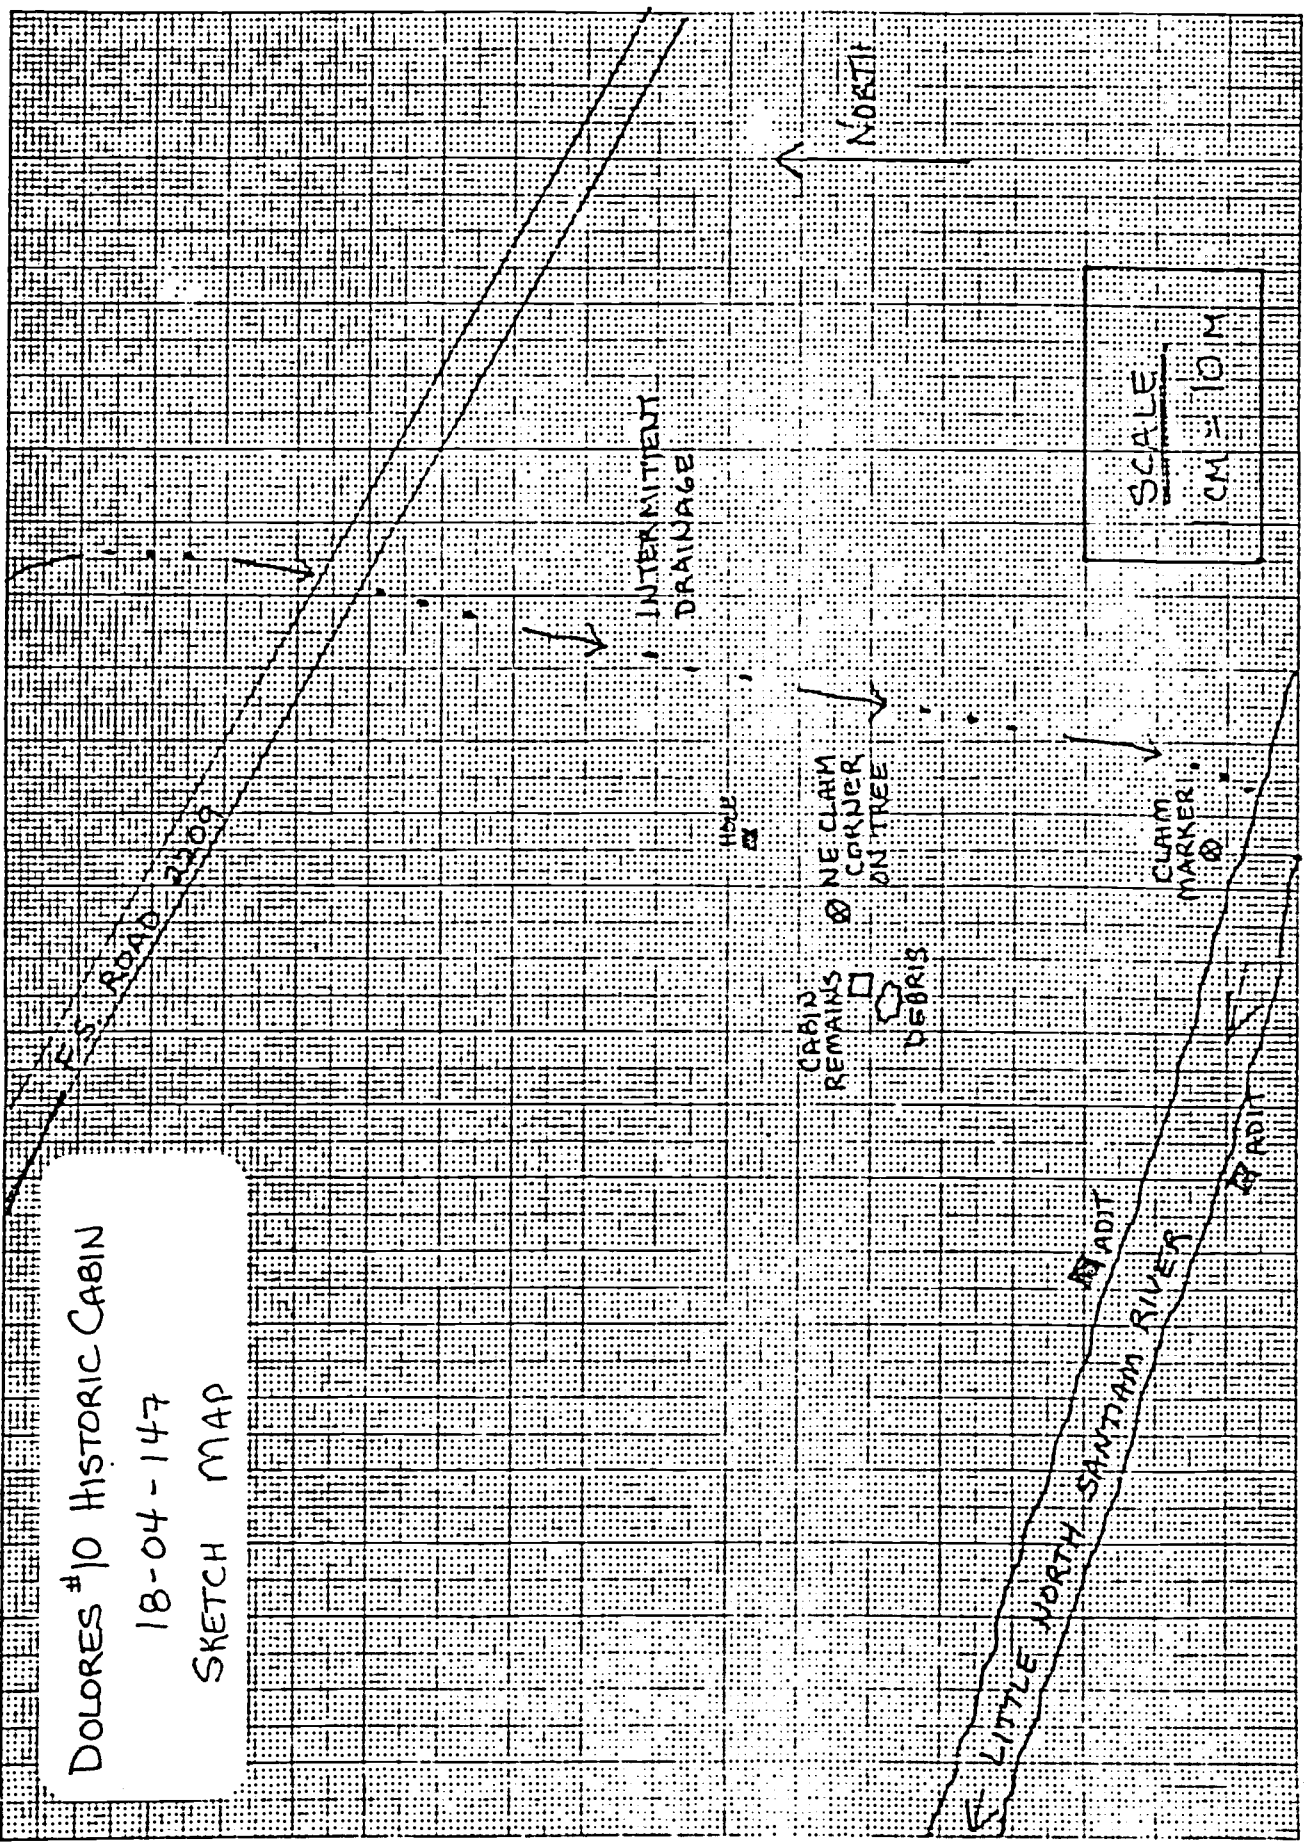 DOLORES #10 HISTORIC CABIN
18-04-147
SKETCH MAP
F.S. ROAD 2209
INTERMITTENT
DRAINAGE
NORTH
HOLE
CABIN
REMAINS
NE CLAIM
CORNER
ON TREE
DEBRIS
CLAIM
MARKER
ADIT
ADIT
LITTLE NORTH SANTIAM RIVER
SCALE
CM = 10 M